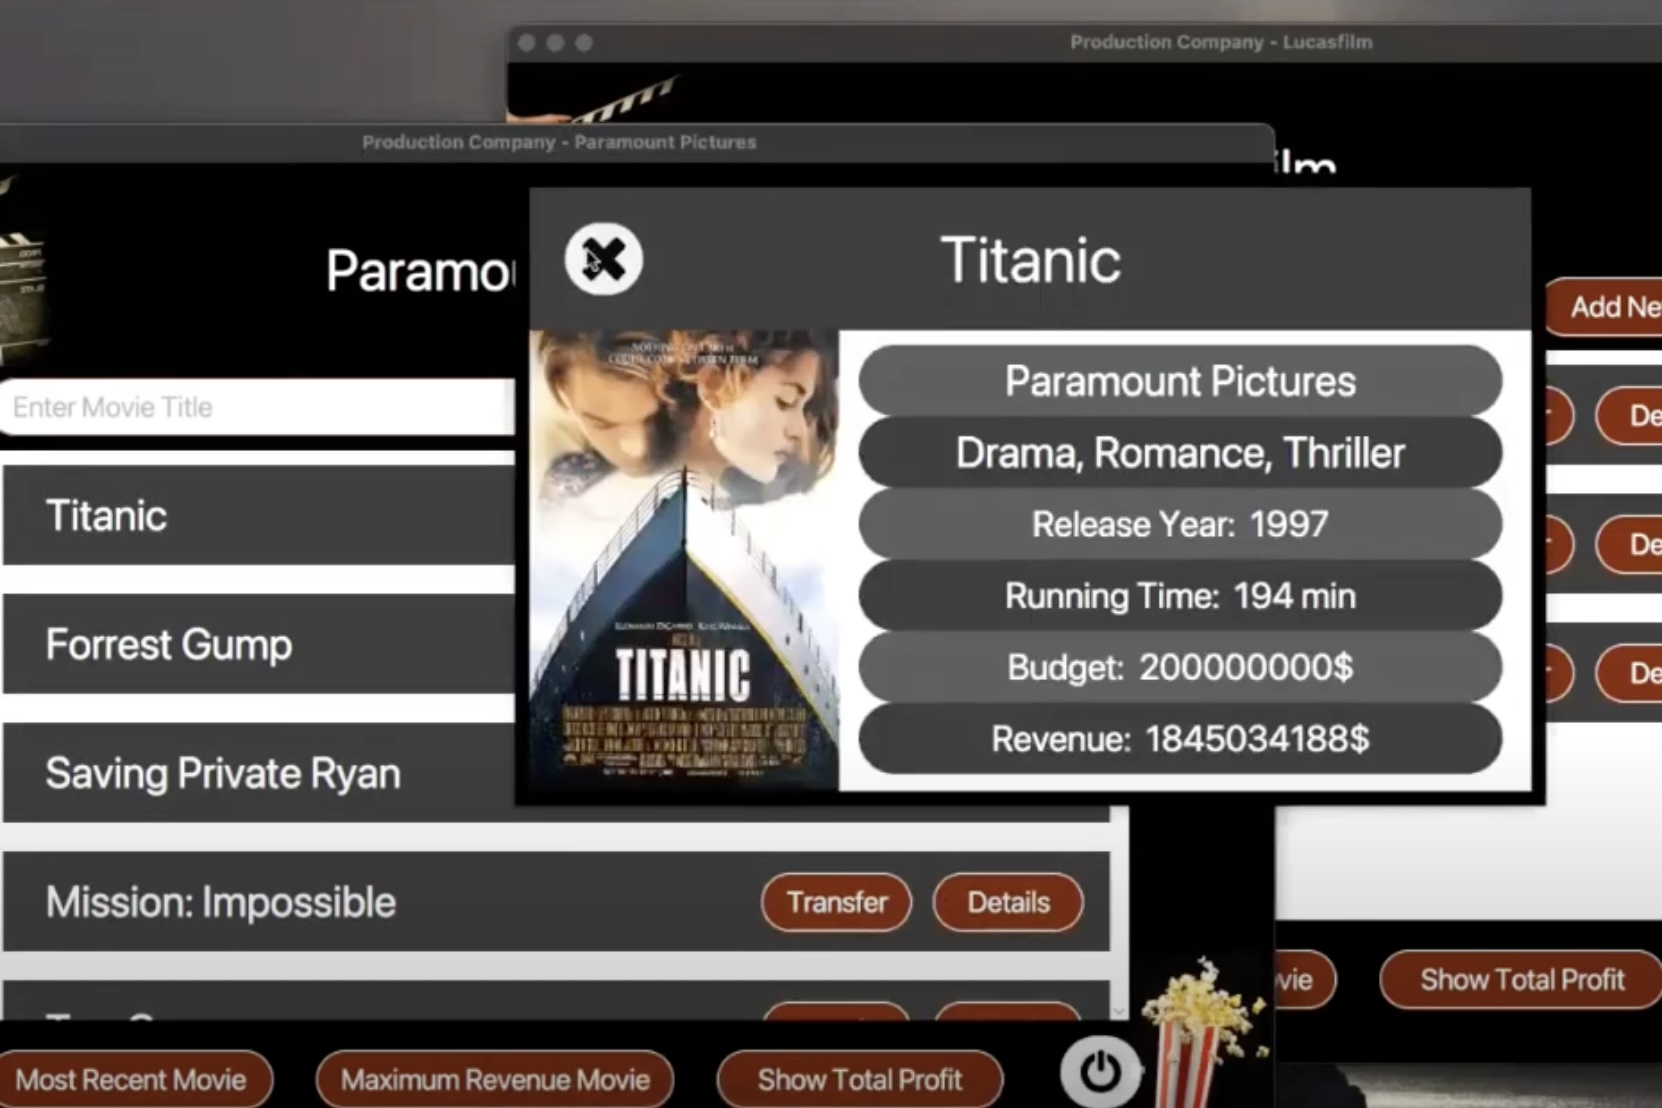 Production Company - Lucasfilm
Production Company - Paramount Pictures
ilm
Paramou
Titanic
Add Ne
Enter Movie Title
Paramount Pictures
Drama, Romance, Thriller
Release Year: 1997
Running Time: 194 min
Budget: 200000000$
Revenue: 1845034188$
TITANIC
De
De
De
Titanic
Forrest Gump
Saving Private Ryan
Mission: Impossible
Transfer
Details
vie
Show Total Profit
Most Recent Movie
Maximum Revenue Movie
Show Total Profit